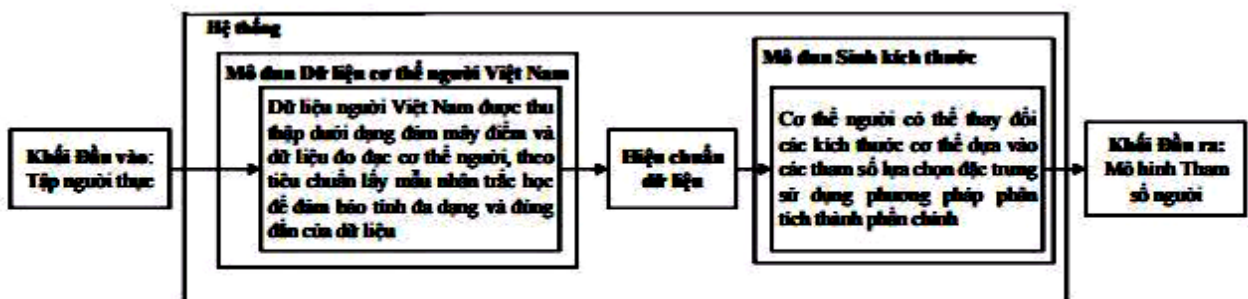 Hệ thống
Mô đun Dữ liệu cơ thể người Việt Nam
Dữ liệu người Việt Nam được thu
thập dưới dạng đám mây điểm và
dữ liệu đo đạc cơ thể người, theo
tiêu chuẩn lấy mẫu nhân trắc học
để đảm bảo tính đa dạng và đúng
đắn của dữ liệu
Mô đun Sinh kích thước
Cơ thể người có thể thay đổi
các kích thước cơ thể dựa vào
các tham số lựa chọn đặc trưng
sử dụng phương pháp phân
tích thành phần chính
Khối Đầu vào:
Tập người thực
Hiệu chuẩn
dữ liệu
Khối Đầu ra:
Mô hình Tham
số người